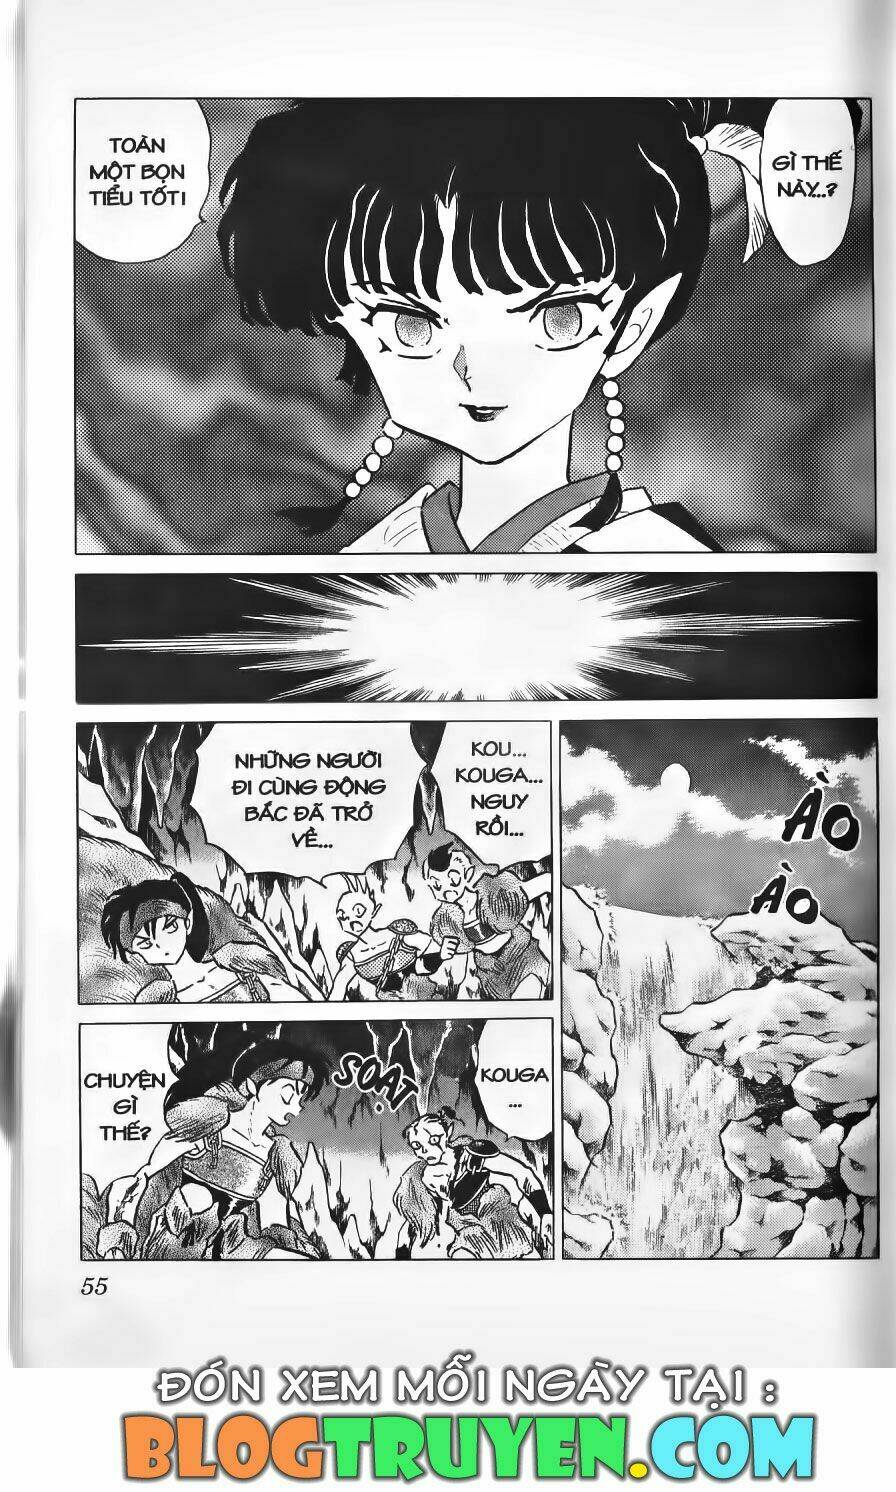 GÌ THẾ
NÀY...?
TOÀN
MỘT BỌN
TIỂU TỐT!
ÀO
ÀO
KOU...
KOUGA...
NGUY
RỒI...
NHỮNG NGƯỜI
ĐI CÙNG ĐỘNG
BẮC ĐÃ TRỞ
VỀ...
KOUGA
...
SOẠT
CHUYỆN
GÌ
THẾ?
55
ĐÓN XEM MỖI NGÀY TẠI :
BLOGTRUYEN.COM